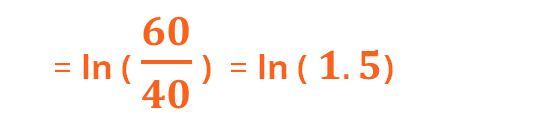 = ln ( 60/40 ) = ln ( 1.5)